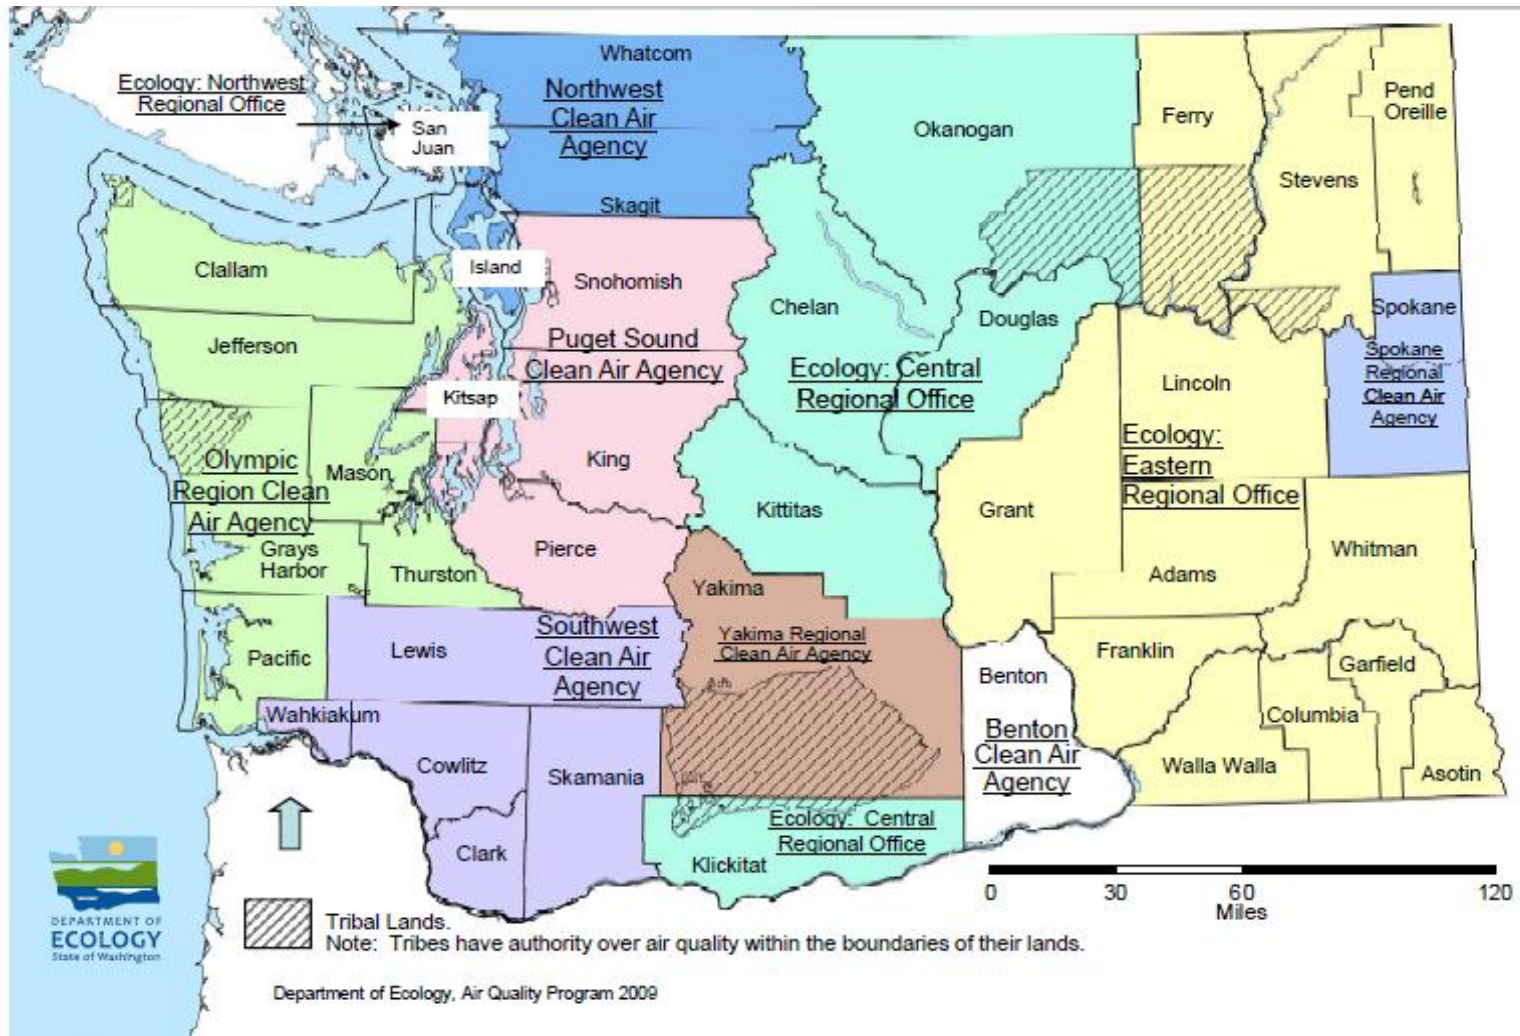 Whatcom
Ecology: Northwest
Regional Office
Northwest
Clean Air
Agency
San
Juan
Okanogan
Ferry
Pend
Oreille
Stevens
Skagit
Clallam
Island
Snohomish
Chelan
Douglas
Spokane
Jefferson
Puget Sound
Clean Air Agency
Ecology: Central
Regional Office
Spokane
Regional
Clean Air
Agency
Lincoln
Kitsap
Ecology:
Eastern
Regional Office
King
Mason
Olympic
Region Clean
Air Agency
Kittitas
Grant
Pierce
Whitman
Grays
Harbor
Thurston
Adams
Yakima
Yakima Regional
Clean Air Agency
Southwest
Clean Air
Agency
Lewis
Pacific
Franklin
Benton
Garfield
Wahkiakum
Columbia
Benton
Clean Air
Agency
Cowlitz
Skamania
Walla Walla
Asotin
Ecology: Central
Regional Office
Clark
Klickitat
0 30 60 120
Miles
DEPARTMENT OF
ECOLOGY
State of Washington
Tribal Lands.
Note: Tribes have authority over air quality within the boundaries of their lands.
Department of Ecology, Air Quality Program 2009